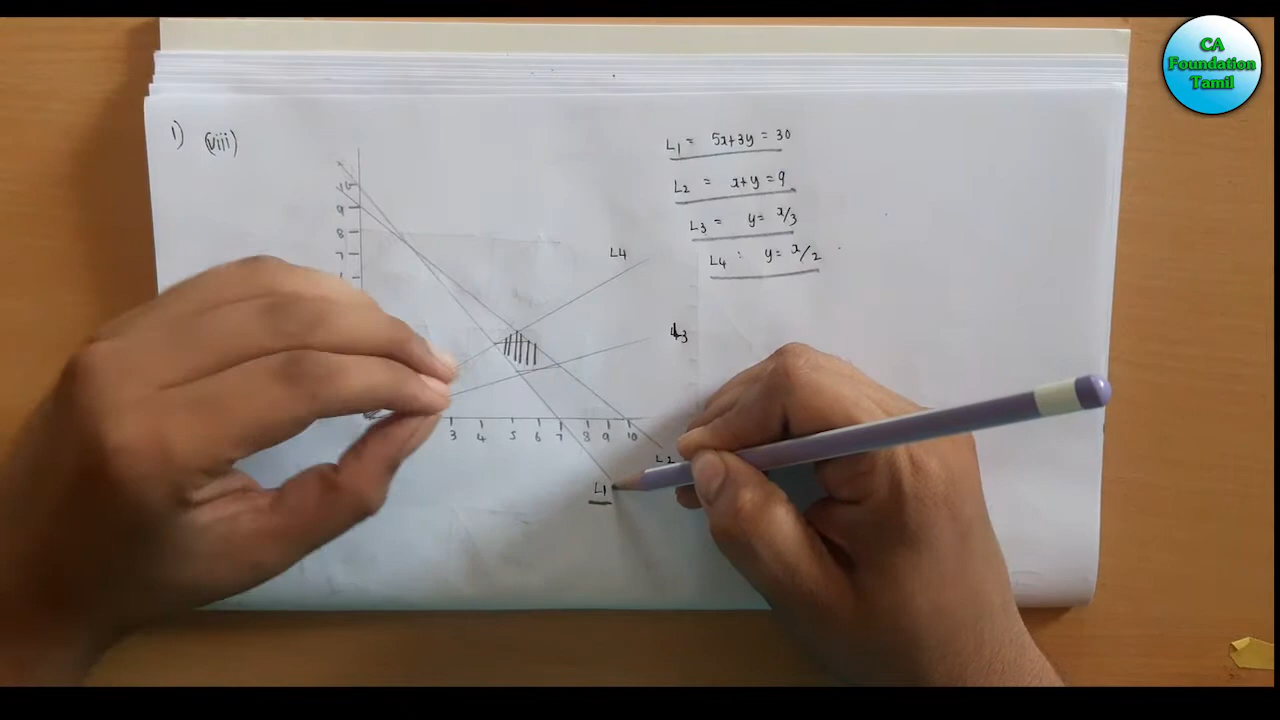 CA
Foundation
Tamil
1) (viii)
L1 = 5x+3y = 30
L2 = x+y = 9
L3 = y = x/3
L4 : y = x/2
10
9
8
7
L4
L3
3 4 5 6 7 8 9 10
L2
L1